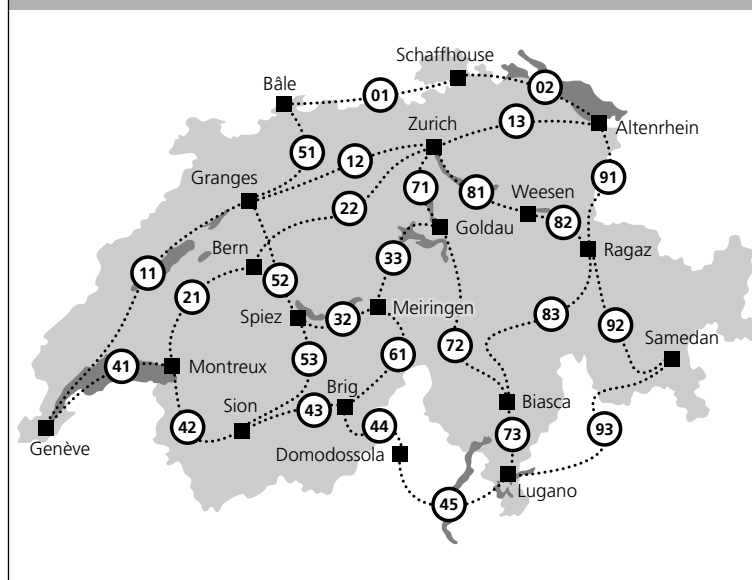 Schaffhouse
Bâle
01
02
Zurich
13
Altenrhein
51
12
Granges
71
81
Weesen
91
22
82
Goldau
Bern
33
Ragaz
11
52
21
Spiez
32
Meiringen
83
92
Samedan
53
61
72
41
Montreux
Brig
43
Biasca
Sion
42
44
73
93
Genève
Domodossola
Lugano
45